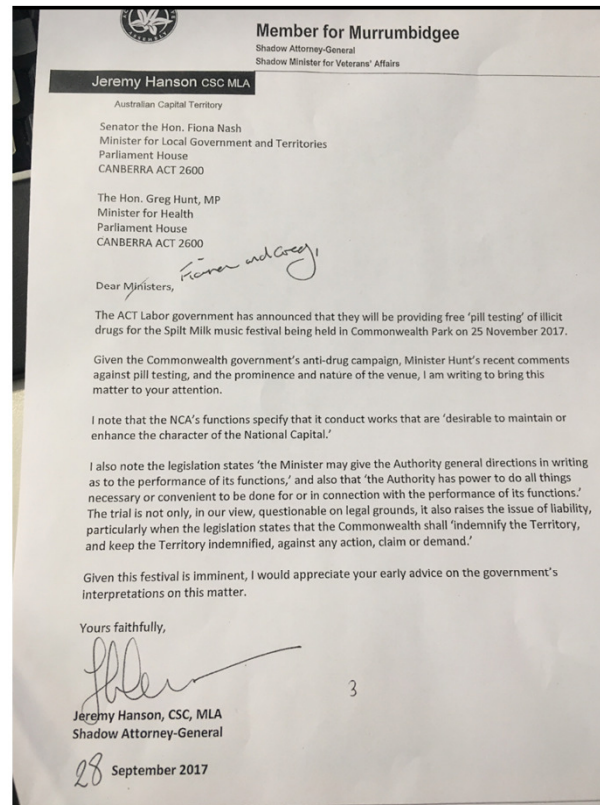 Member for Murrumbidgee
Shadow Attorney-General
Shadow Minister for Veterans' Affairs
Jeremy Hanson CSC MLA
Australian Capital Territory
Senator the Hon. Fiona Nash
Minister for Local Government and Territories
Parliament House
CANBERRA ACT 2600
The Hon. Greg Hunt, MP
Minister for Health
Parliament House
CANBERRA ACT 2600
Fiona and Greg,
Dear Ministers,
The ACT Labor government has announced that they will be providing free 'pill testing' of illicit
drugs for the Spilt Milk music festival being held in Commonwealth Park on 25 November 2017.
Given the Commonwealth government's anti-drug campaign, Minister Hunt's recent comments
against pill testing, and the prominence and nature of the venue, I am writing to bring this
matter to your attention.
I note that the NCA's functions specify that it conduct works that are 'desirable to maintain or
enhance the character of the National Capital.'
I also note the legislation states 'the Minister may give the Authority general directions in writing
as to the performance of its functions,' and also that 'the Authority has power to do all things
necessary or convenient to be done for or in connection with the performance of its functions.'
The trial is not only, in our view, questionable on legal grounds, it also raises the issue of liability,
particularly when the legislation states that the Commonwealth shall 'indemnify the Territory,
and keep the Territory indemnified, against any action, claim or demand.'
Given this festival is imminent, I would appreciate your early advice on the government's
interpretations on this matter.
Yours faithfully,
3
Jeremy Hanson, CSC, MLA
Shadow Attorney-General
28 September 2017